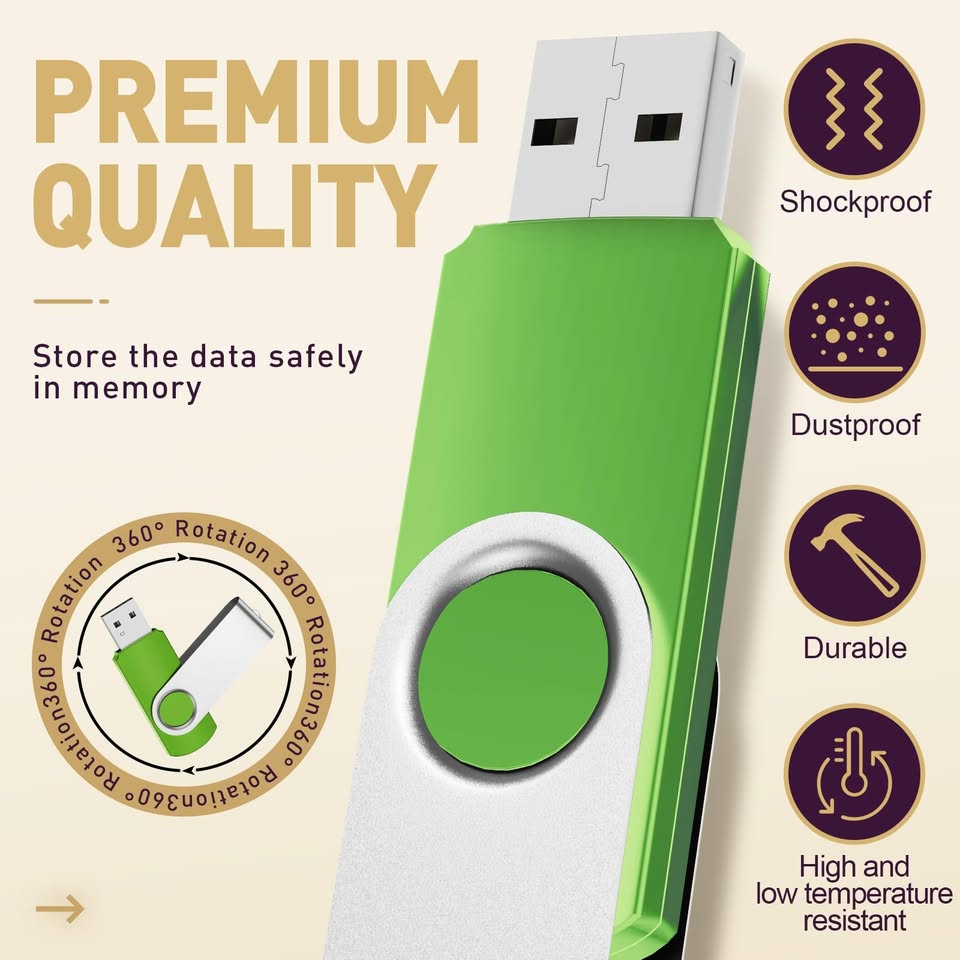 PREMIUM
QUALITY
Store the data safely
in memory
360° Rotation 360° Rotation360° Rotation360° Rotation360° Rotation
Shockproof
Dustproof
Durable
High and
low temperature
resistant